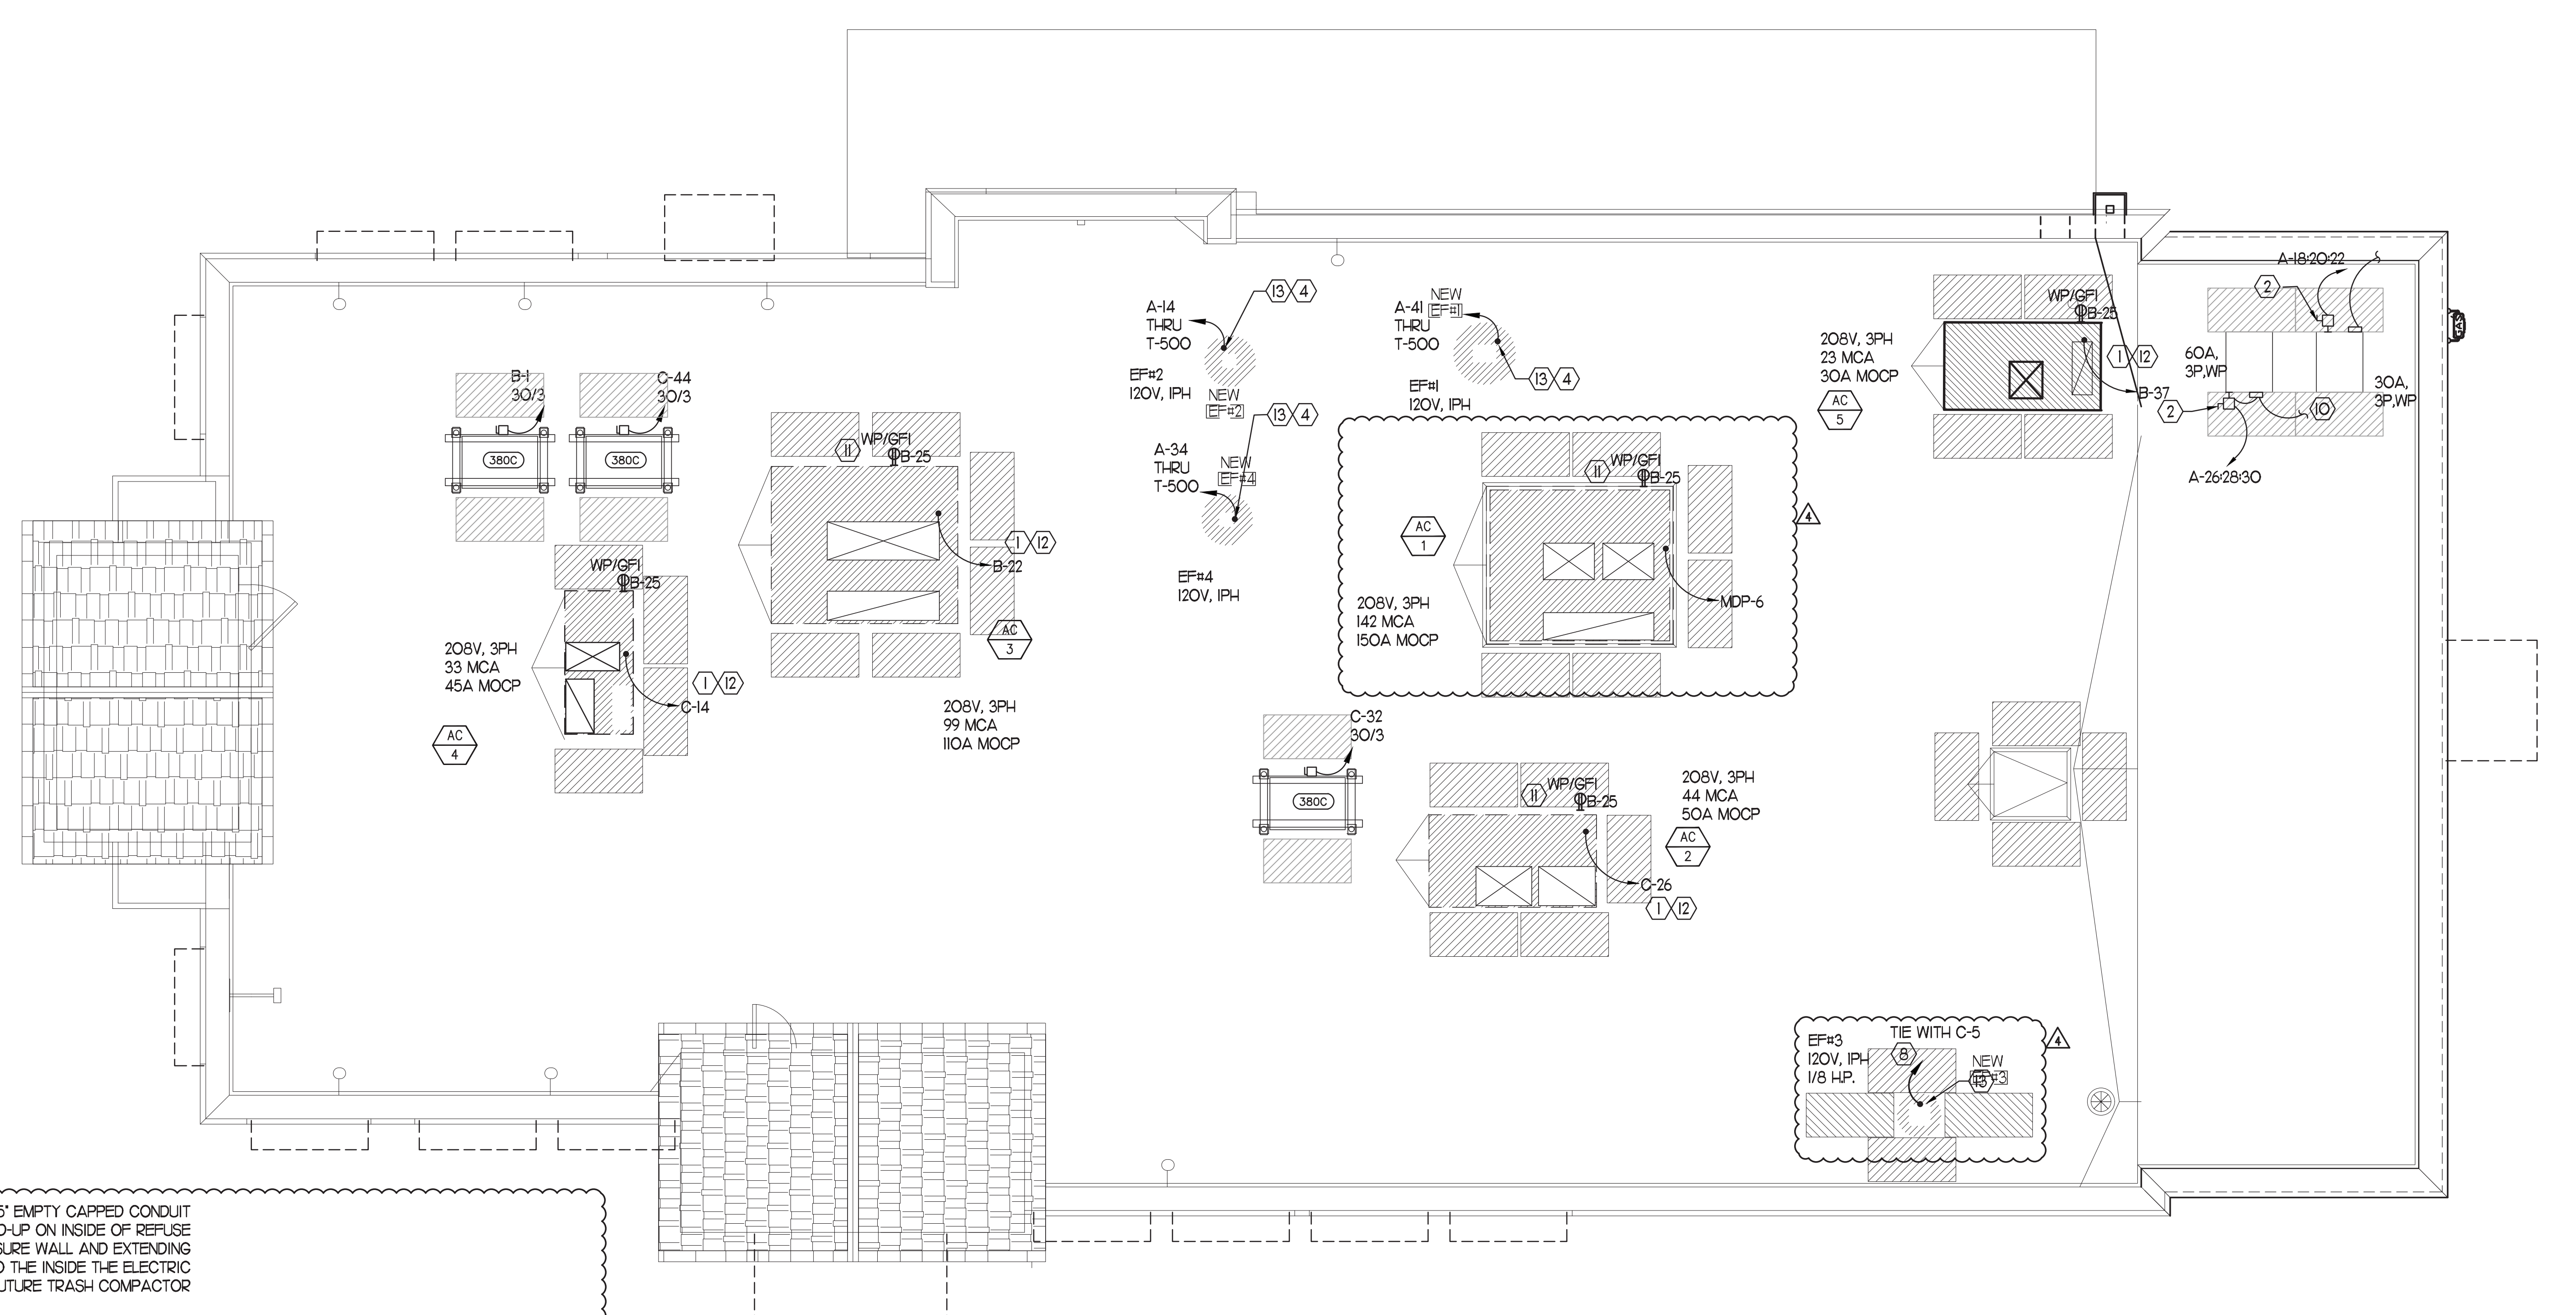 A-18:20:22
2
GAS
A-14
THRU
T-500
13 4
EF#2
120V, 1PH
NEW
EF#2
A-41
THRU
T-500
NEW
EF#1
13 4
EF#1
120V, 1PH
WP/GFI
B-25
208V, 3PH
23 MCA
30A MOCP
AC
5
1 12
B-37
60A,
3P,WP
30A,
3P,WP
2
10
A-26:28:30
B-1
30/3
C-44
30/3
380C
380C
11
WP/GFI
B-25
1 12
B-22
AC
3
208V, 3PH
99 MCA
110A MOCP
13 4
A-34
THRU
T-500
NEW
EF#4
EF#4
120V, 1PH
11
WP/GFI
B-25
AC
1
4
MDP-6
208V, 3PH
142 MCA
150A MOCP
WP/GFI
B-25
208V, 3PH
33 MCA
45A MOCP
1 12
C-14
AC
4
C-32
30/3
380C
11
WP/GFI
B-25
208V, 3PH
44 MCA
50A MOCP
AC
2
C-26
1 12
TIE WITH C-5
4
EF#3
120V, 1PH
1/8 H.P.
8
NEW
EF#3
13
5" EMPTY CAPPED CONDUIT
D-UP ON INSIDE OF REFUSE
SURE WALL AND EXTENDING
O THE INSIDE THE ELECTRIC
UTURE TRASH COMPACTOR